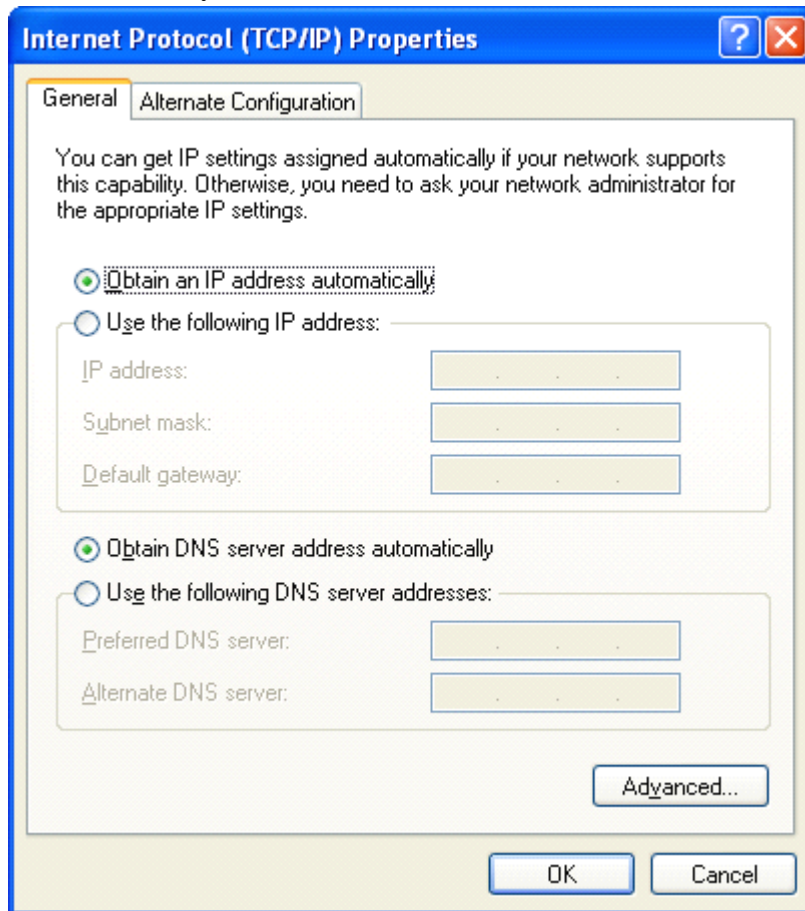 Internet Protocol (TCP/IP) Properties
General
Alternate Configuration
You can get IP settings assigned automatically if your network supports
this capability. Otherwise, you need to ask your network administrator for
the appropriate IP settings.
Obtain an IP address automatically
Use the following IP address:
IP address:
Subnet mask:
Default gateway:
Obtain DNS server address automatically
Use the following DNS server addresses:
Preferred DNS server:
Alternate DNS server:
Advanced...
OK
Cancel